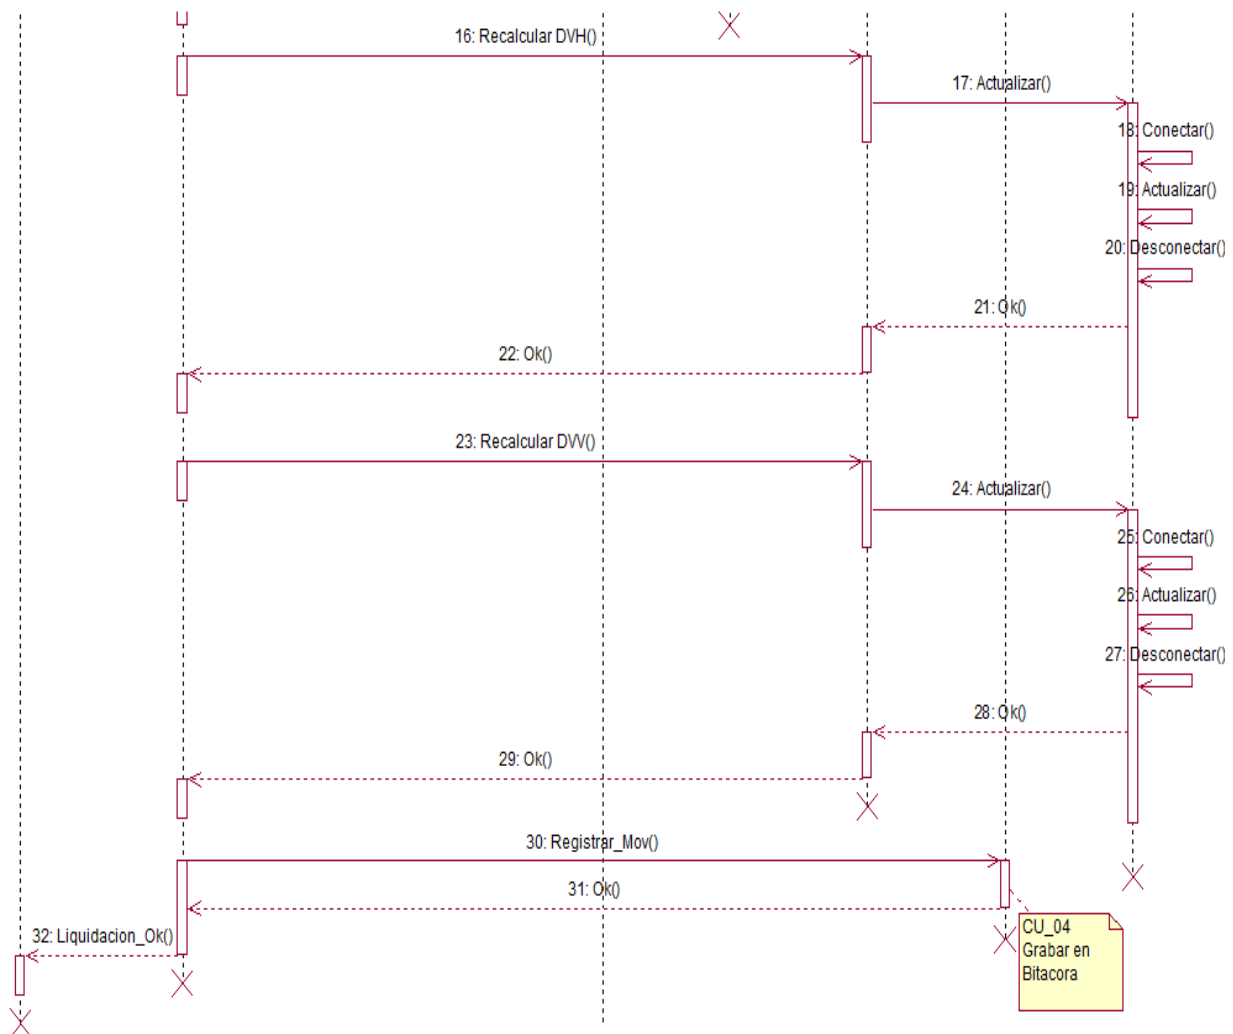 16: Recalcular DVH()
17: Actualizar()
18: Conectar()
19: Actualizar()
20: Desconectar()
21: Ok()
22: Ok()
23: Recalcular DVV()
24: Actualizar()
25: Conectar()
26: Actualizar()
27: Desconectar()
28: Ok()
29: Ok()
30: Registrar_Mov()
31: Ok()
32: Liquidacion_Ok()
CU_04
Grabar en
Bitacora